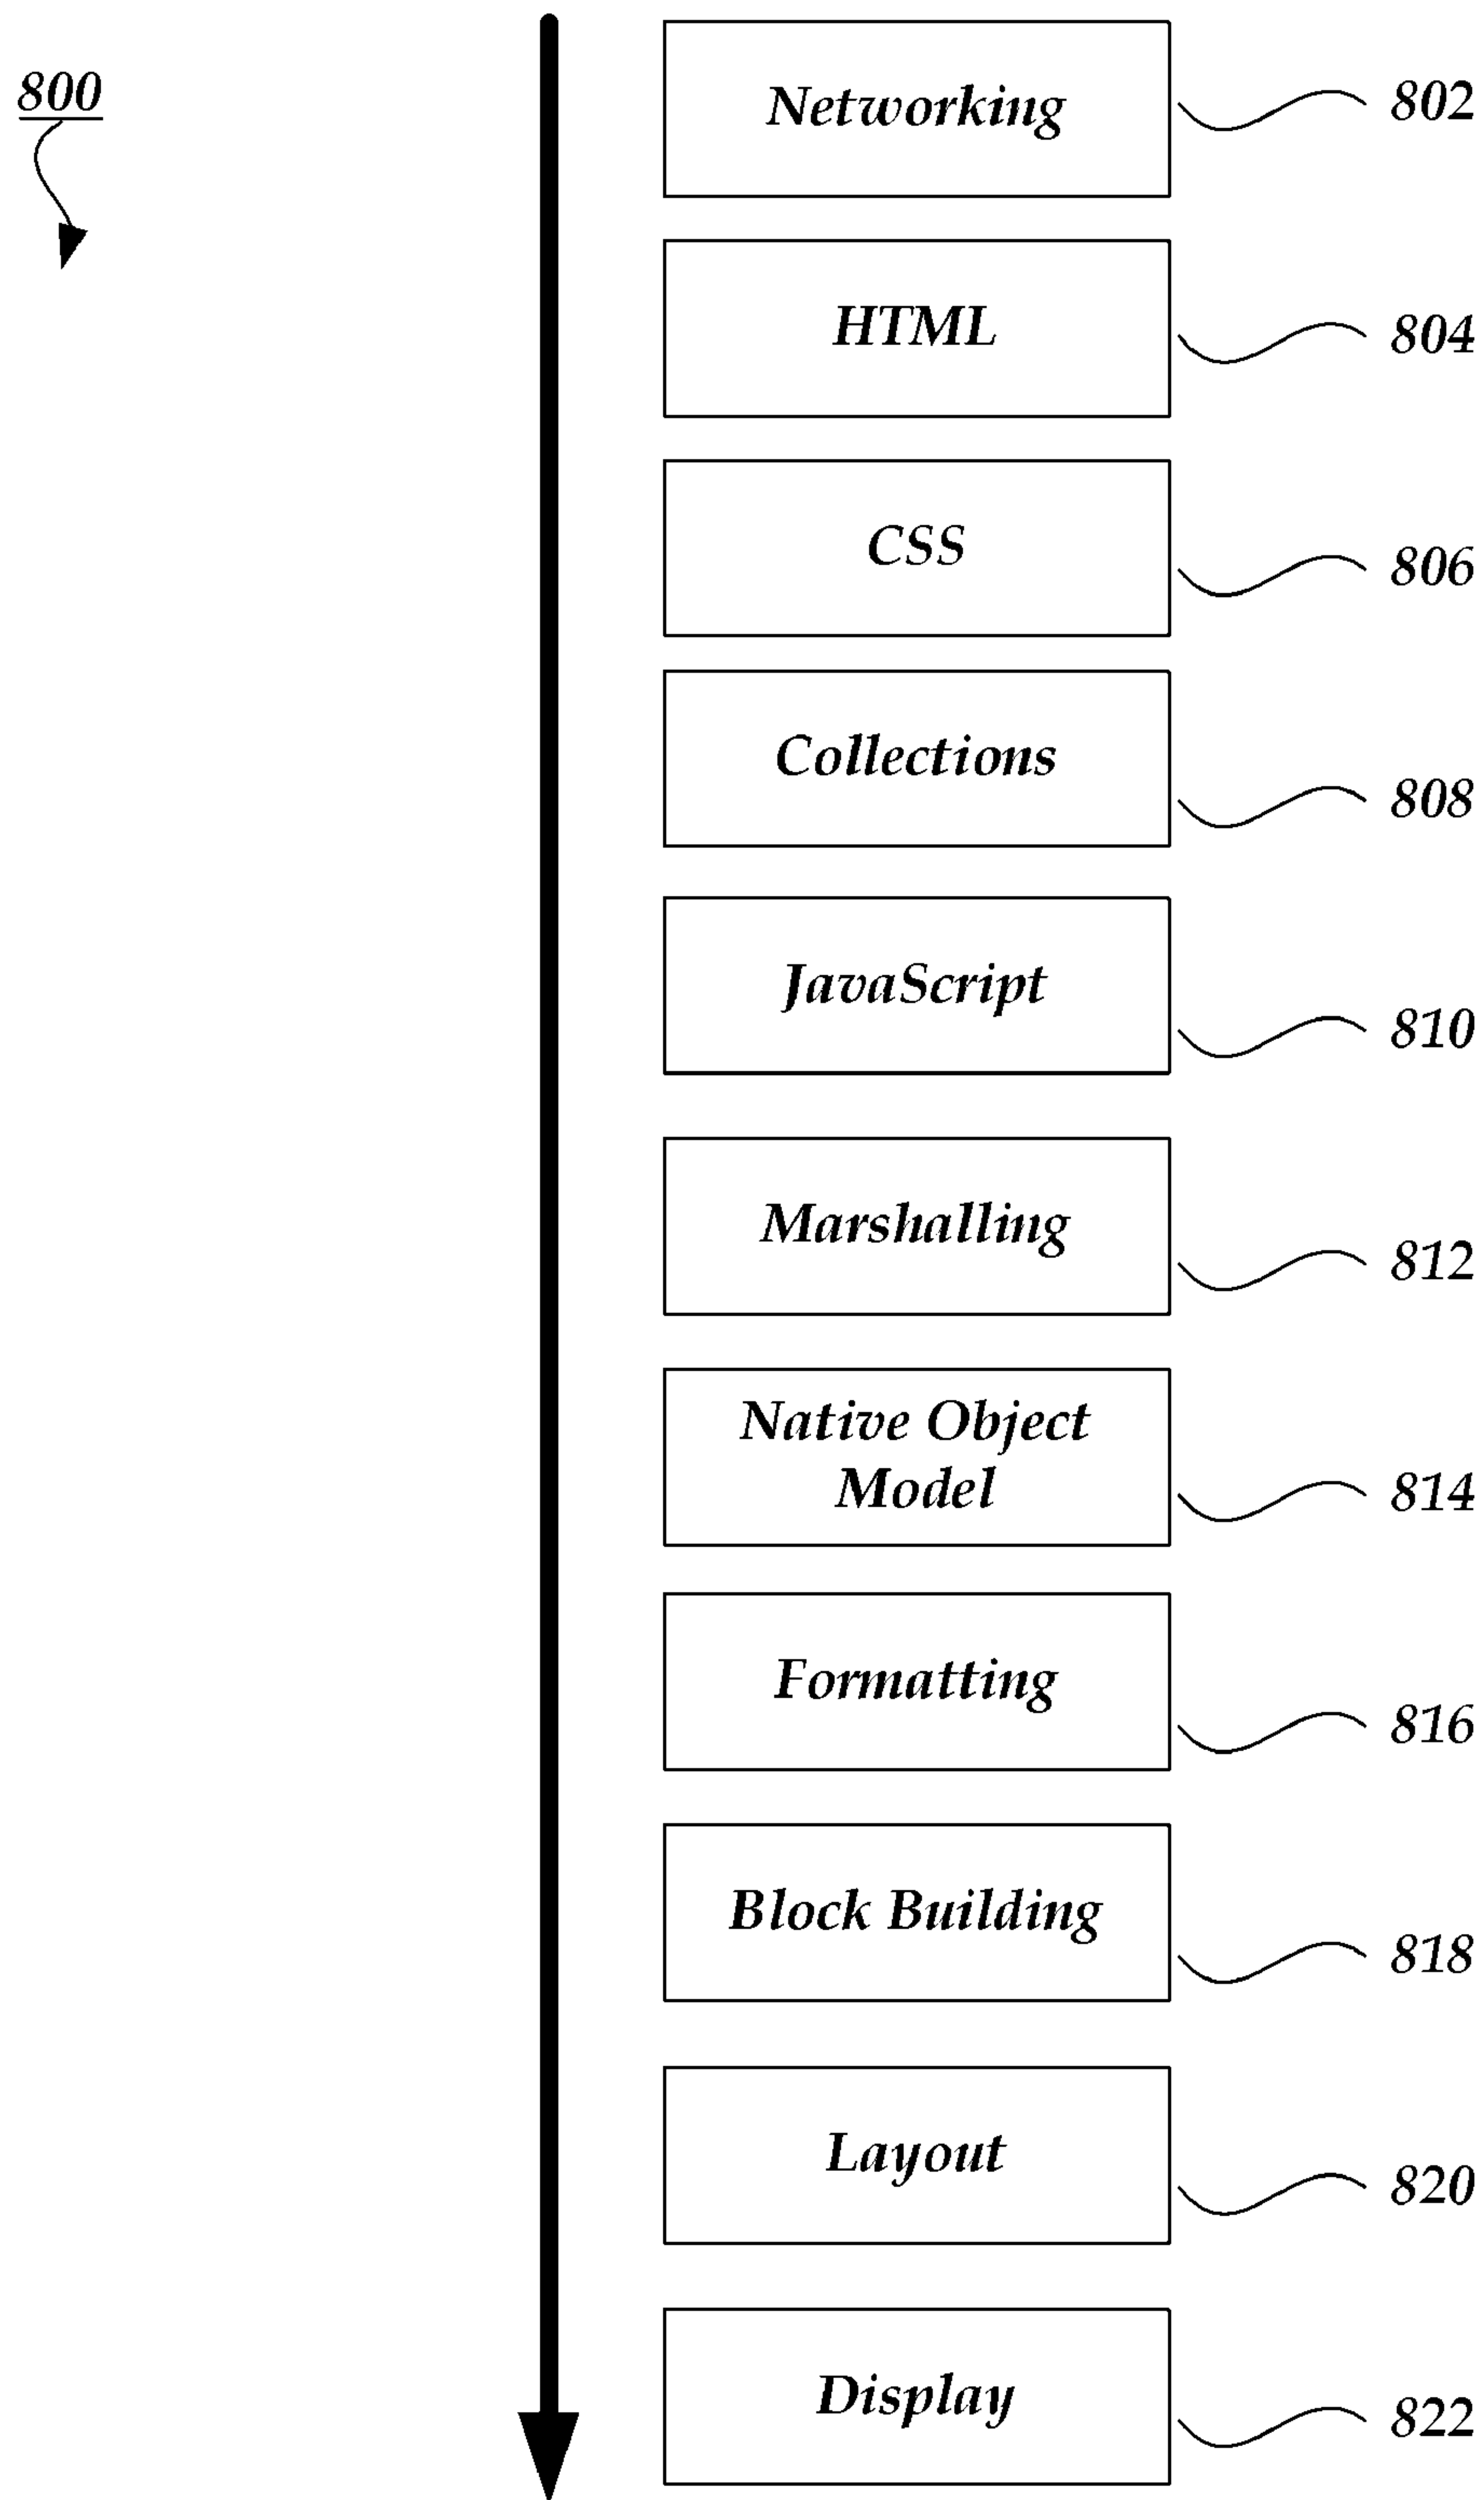 800
Networking
802
HTML
804
CSS
806
Collections
808
JavaScript
810
Marshalling
812
Native Object
Model
814
Formatting
816
Block Building
818
Layout
820
Display
822